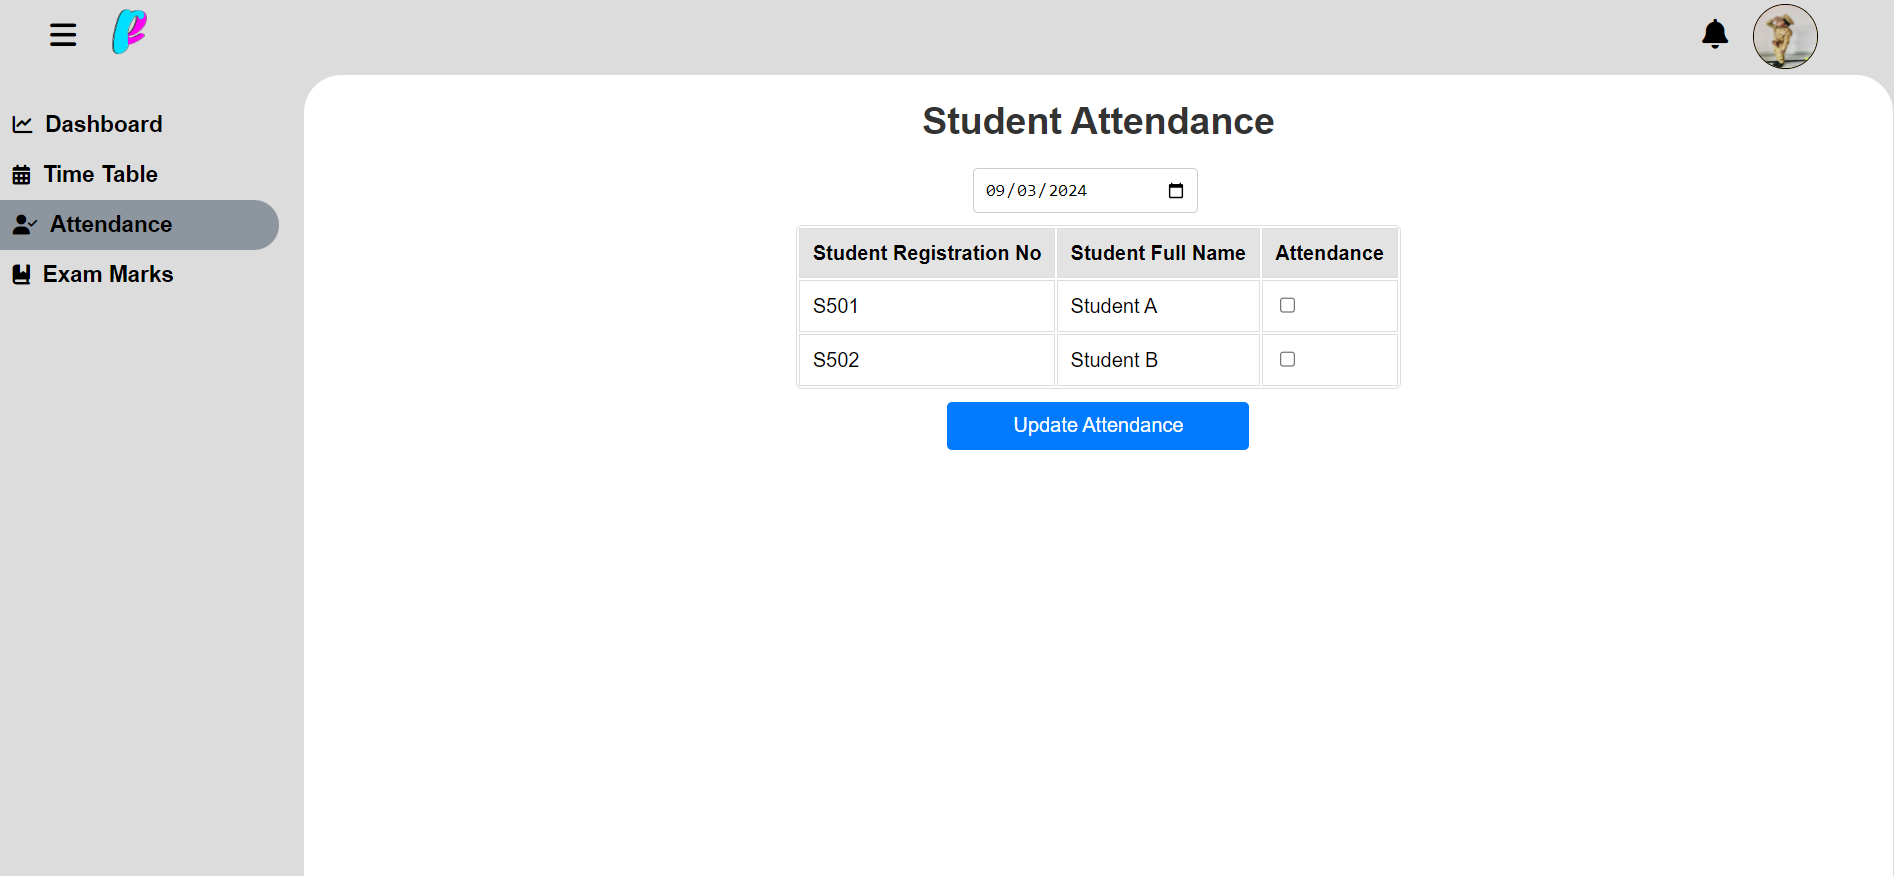 Dashboard
Time Table
Attendance
Exam Marks
Student Attendance
09/03/2024
Student Registration No Student Full Name Attendance
S501 Student A
S502 Student B
Update Attendance